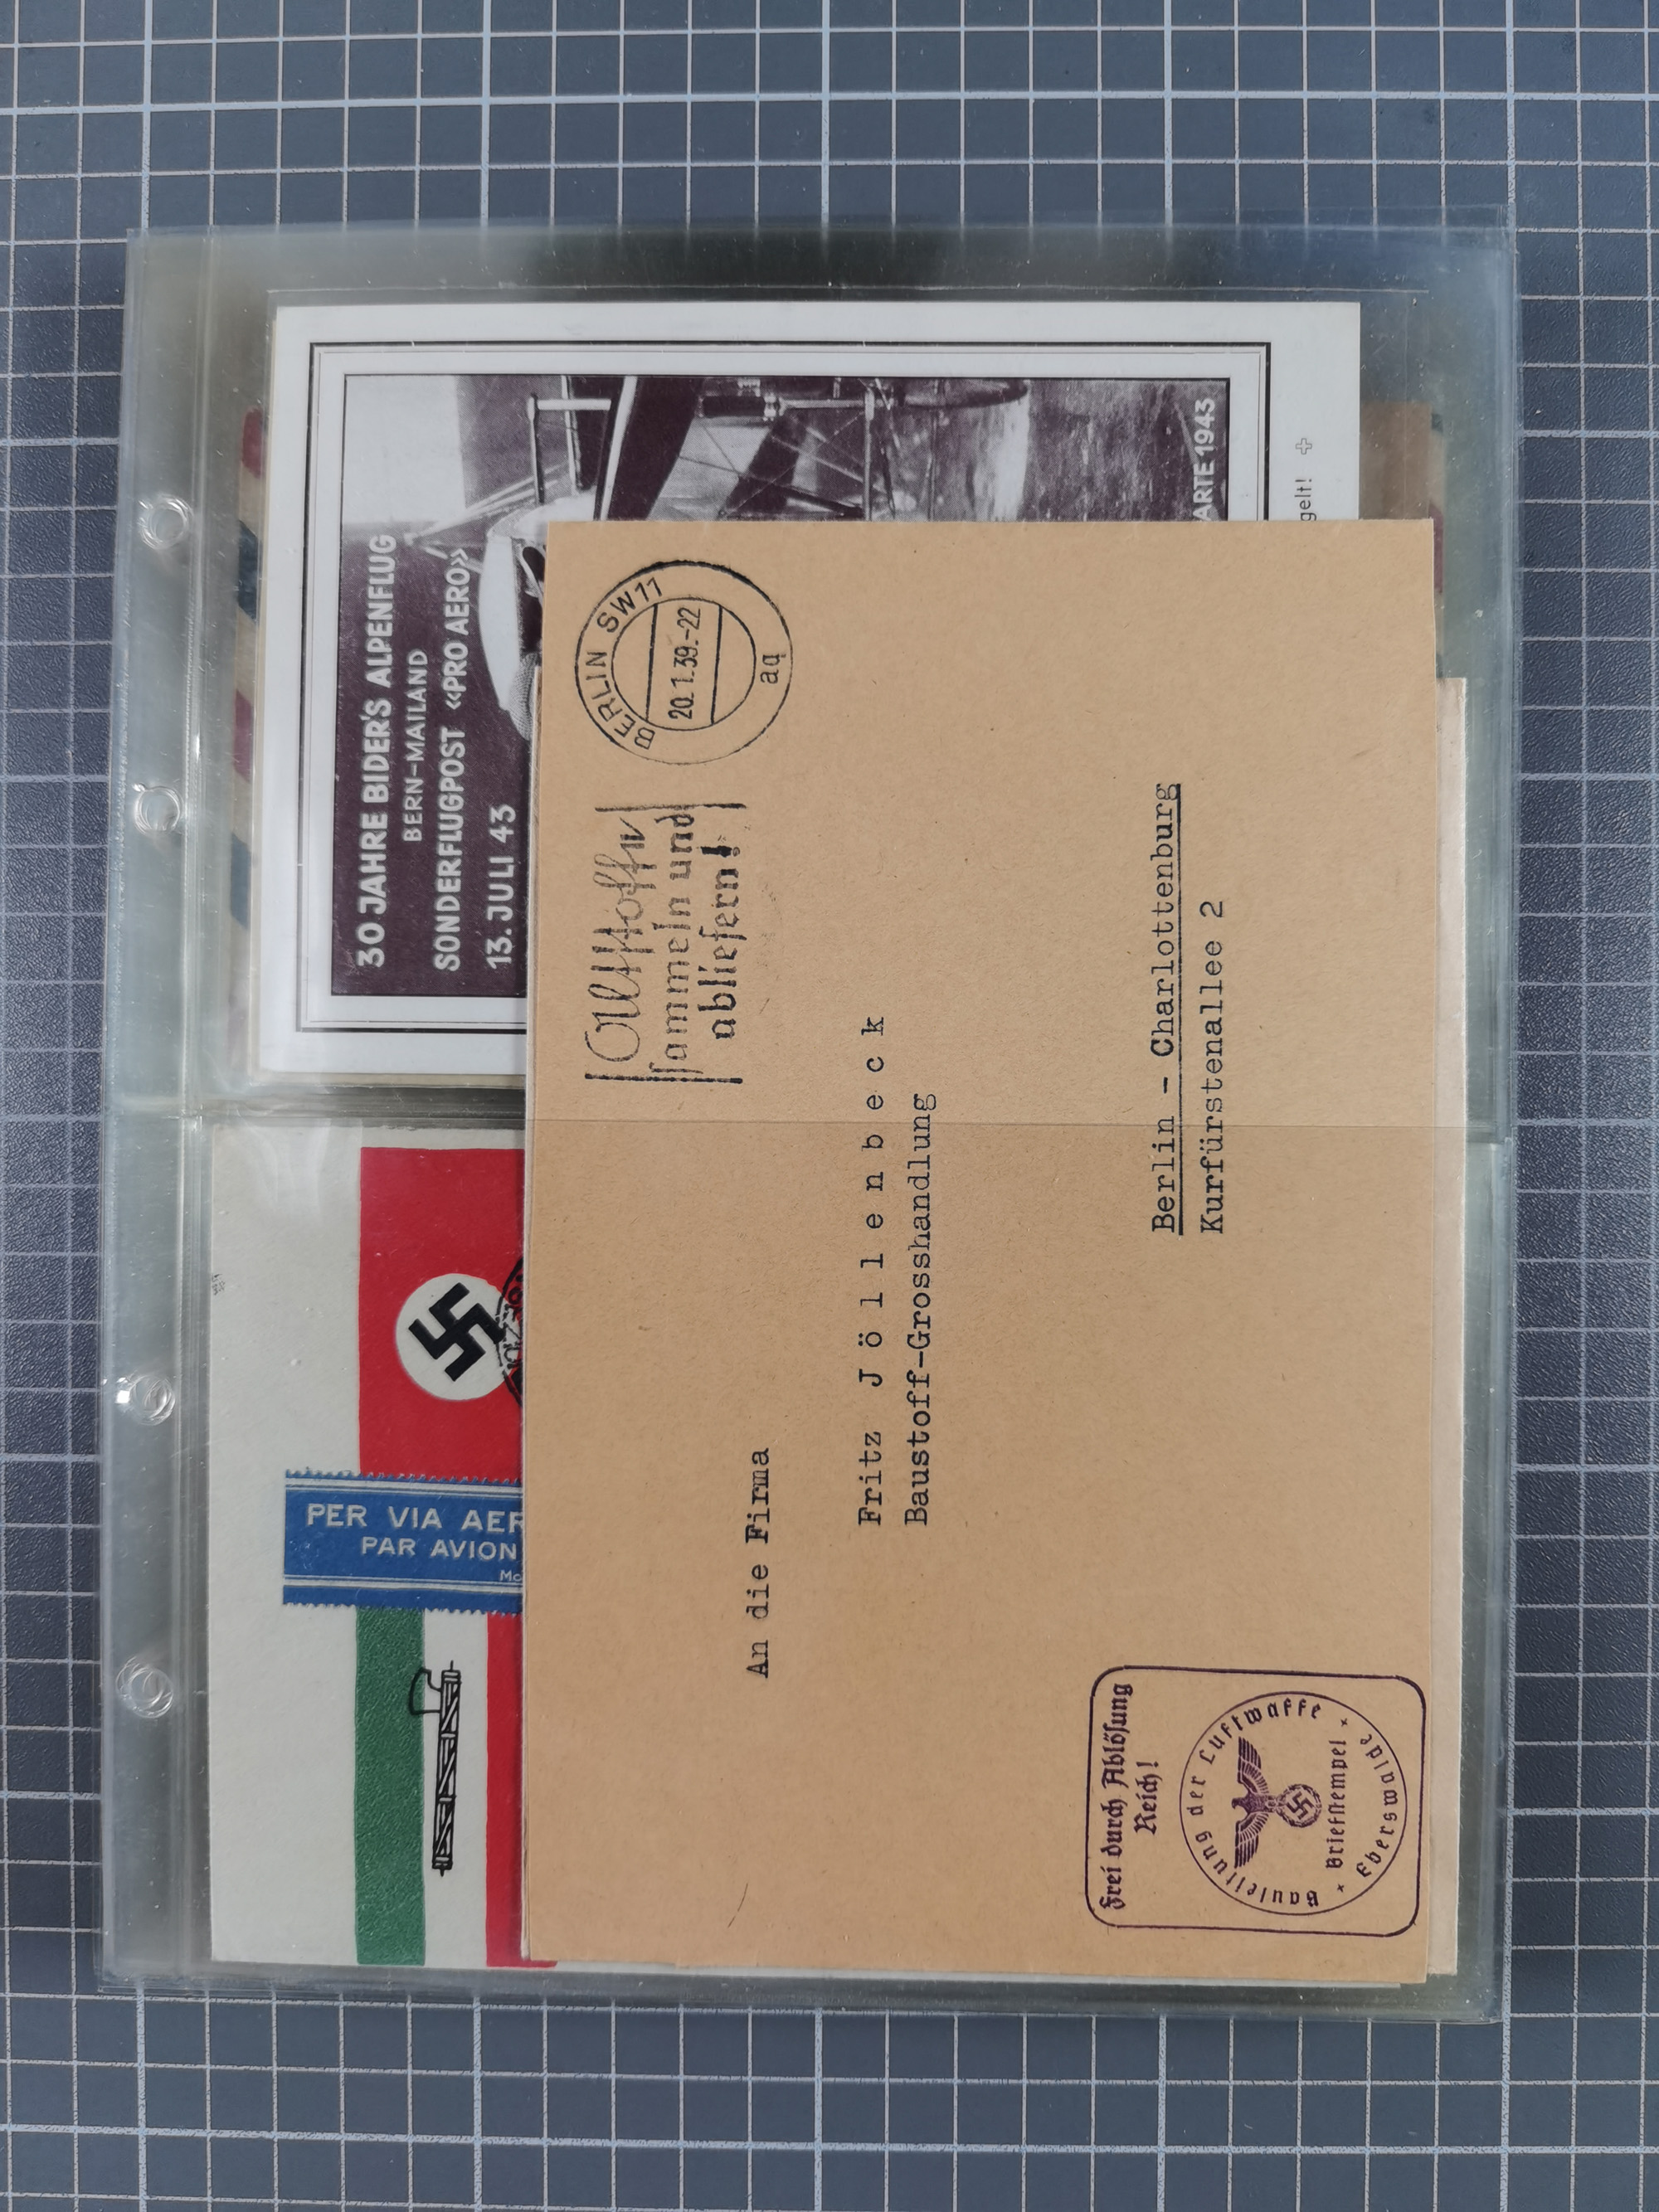 30 JAHRE BIDER'S ALPENFLUG
BERN-MAILAND
SONDERFLUGPOST «PRO AERO»
13. JULI 43
ARTE 1943
gelt!
PER VIA AER
PAR AVION
BERLIN SW11
20.1.39.-22
aq
Altstoffe
sammeln und
abliefern!
An die Firma
Fritz Jöllenbeck
Baustoff-Grosshandlung
Berlin - Charlottenburg
Kurfürstenallee 2
Frei durch Ablösung
Reich!
Bauleitung der Luftwaffe
Briefstempel
Eberswalde